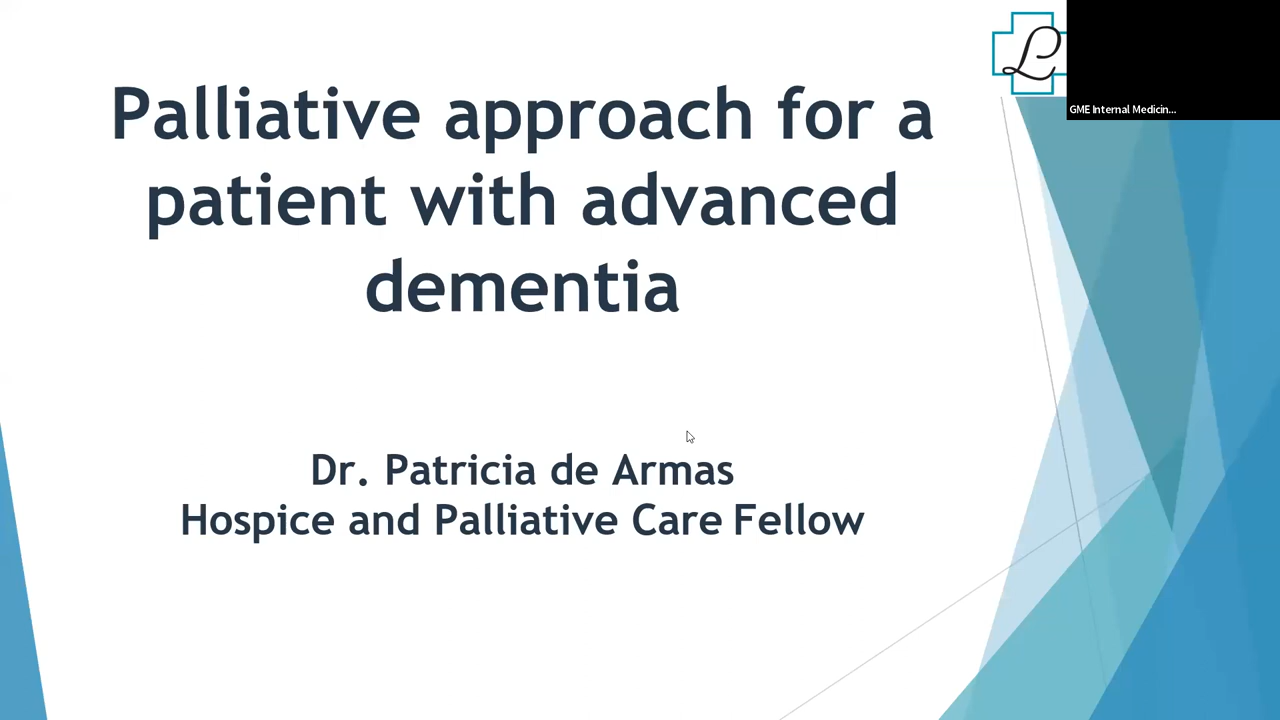 Palliative approach for a
patient with advanced
dementia
Dr. Patricia de Armas
Hospice and Palliative Care Fellow
L
GME Internal Medicin...